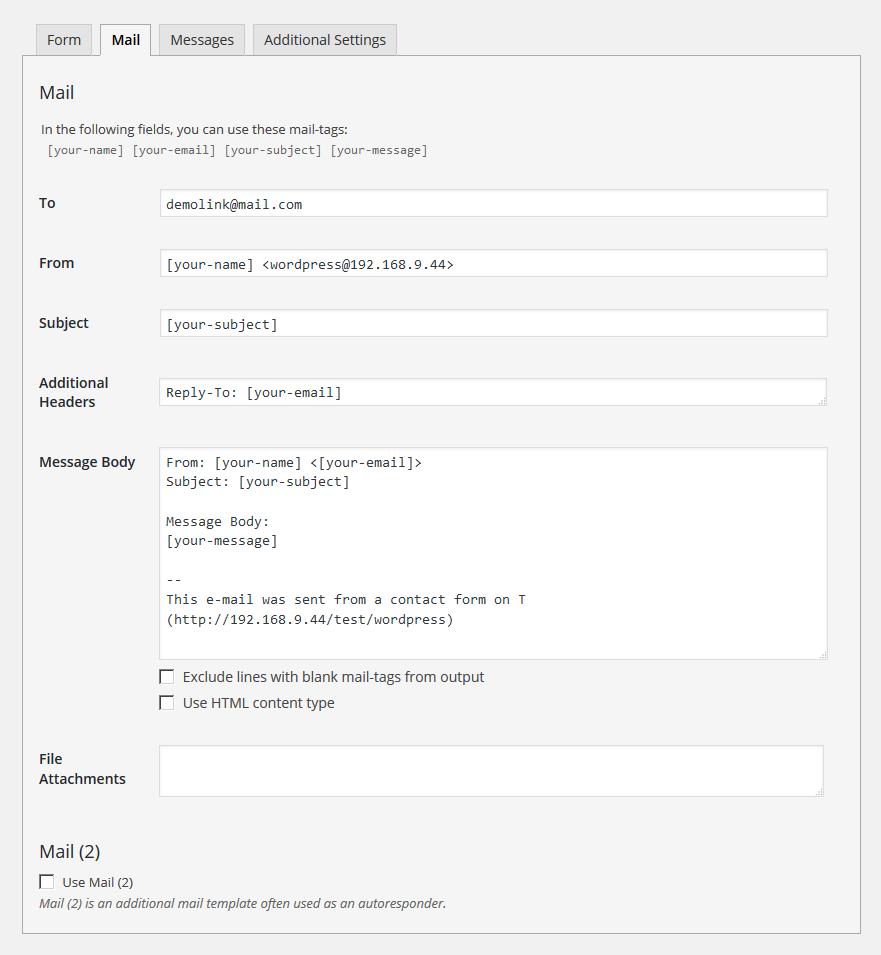 Form Mail Messages Additional Settings
Mail
In the following fields, you can use these mail-tags:
[your-name] [your-email] [your-subject] [your-message]
To demolink@mail.com
From [your-name] <wordpress@192.168.9.44>
Subject [your-subject]
Additional
Headers
Reply-To: [your-email]
Message Body
From: [your-name] <[your-email]>
Subject: [your-subject]
Message Body:
[your-message]
--
This e-mail was sent from a contact form on T
(http://192.168.9.44/test/wordpress)
Exclude lines with blank mail-tags from output
Use HTML content type
File
Attachments
Mail (2)
Use Mail (2)
Mail (2) is an additional mail template often used as an autoresponder.